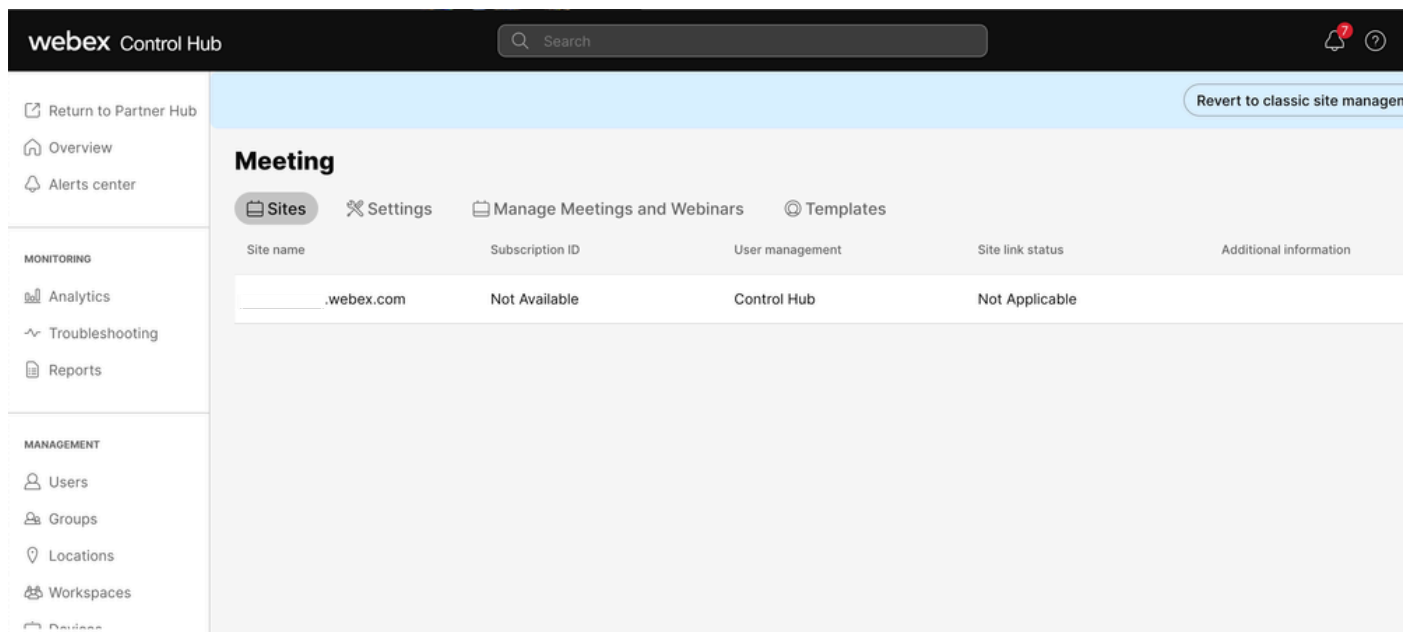 webex Control Hub
Search
7
Return to Partner Hub
Revert to classic site managem
Overview
Alerts center
Meeting
Sites
Settings
Manage Meetings and Webinars
Templates
Site name
Subscription ID
User management
Site link status
Additional information
.webex.com
Not Available
Control Hub
Not Applicable
MONITORING
Analytics
Troubleshooting
Reports
MANAGEMENT
Users
Groups
Locations
Workspaces
Devices